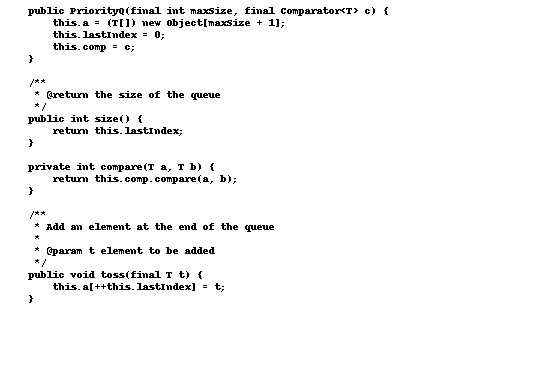 public PriorityQ(final int maxSize, final Comparator<T> c) {
this.a = (T[]) new Object[maxSize + 1];
this.lastIndex = 0;
this.comp = c;
}
/**
* @return the size of the queue
*/
public int size() {
return this.lastIndex;
}
private int compare(T a, T b) {
return this.comp.compare(a, b);
}
/**
* Add an element at the end of the queue
*
* @param t element to be added
*/
public void toss(final T t) {
this.a[++this.lastIndex] = t;
}